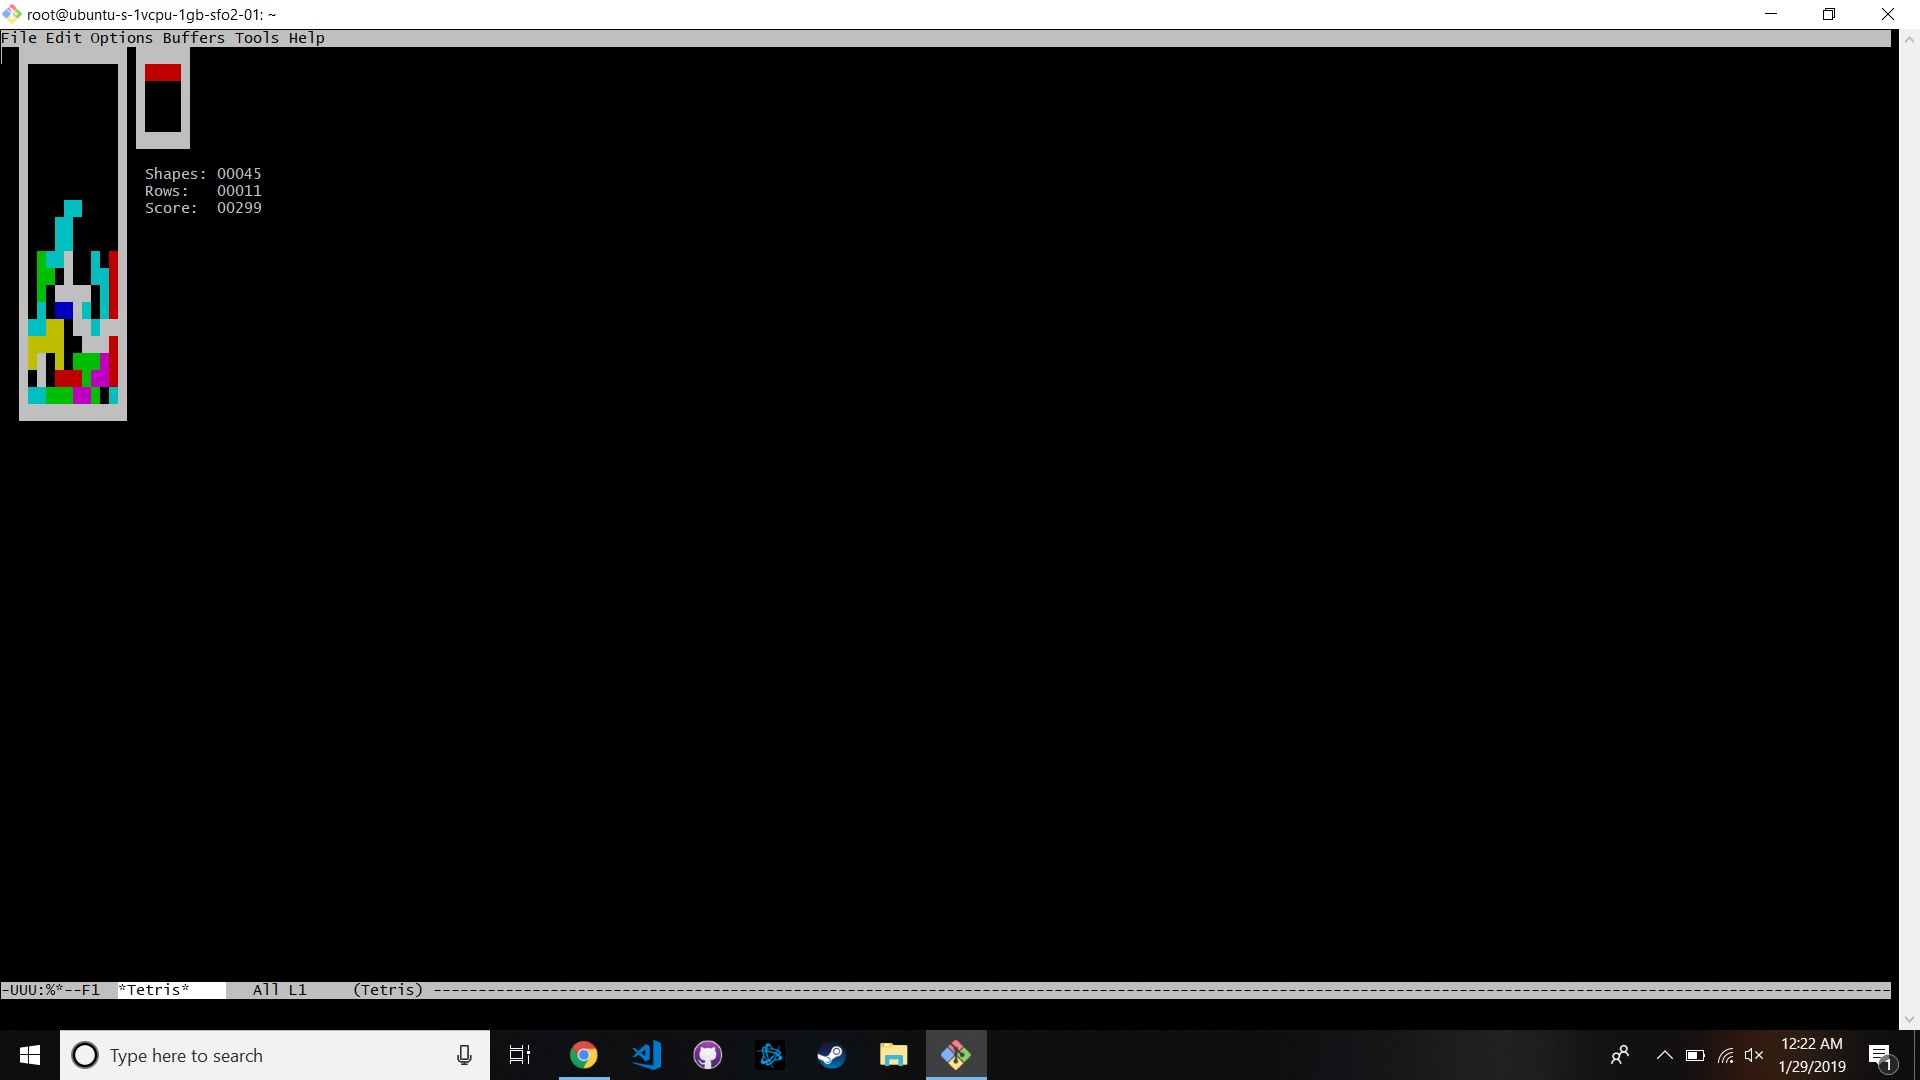 root@ubuntu-s-1vcpu-1gb-sfo2-01: ~
File Edit Options Buffers Tools Help
Shapes: 00045
Rows:   00011
Score:  00299
-UUU:%*--F1  *Tetris*       All L1     (Tetris) ------------------------------------------------------------------------------------------------------------------------------------------------------------------
Type here to search
12:22 AM
1/29/2019
1